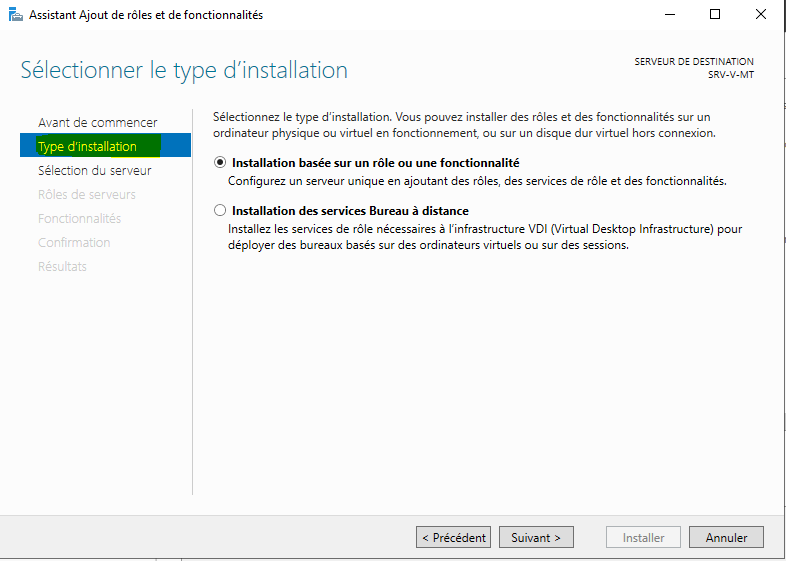 Assistant Ajout de rôles et de fonctionnalités
Sélectionner le type d’installation
SERVEUR DE DESTINATION
SRV-V-MT
Avant de commencer
Type d’installation
Sélection du serveur
Rôles de serveurs
Fonctionnalités
Confirmation
Résultats
Sélectionnez le type d’installation. Vous pouvez installer des rôles et des fonctionnalités sur un
ordinateur physique ou virtuel en fonctionnement, ou sur un disque dur virtuel hors connexion.
Installation basée sur un rôle ou une fonctionnalité
Configurez un serveur unique en ajoutant des rôles, des services de rôle et des fonctionnalités.
Installation des services Bureau à distance
Installez les services de rôle nécessaires à l’infrastructure VDI (Virtual Desktop Infrastructure) pour
déployer des bureaux basés sur des ordinateurs virtuels ou sur des sessions.
< Précédent
Suivant >
Installer
Annuler